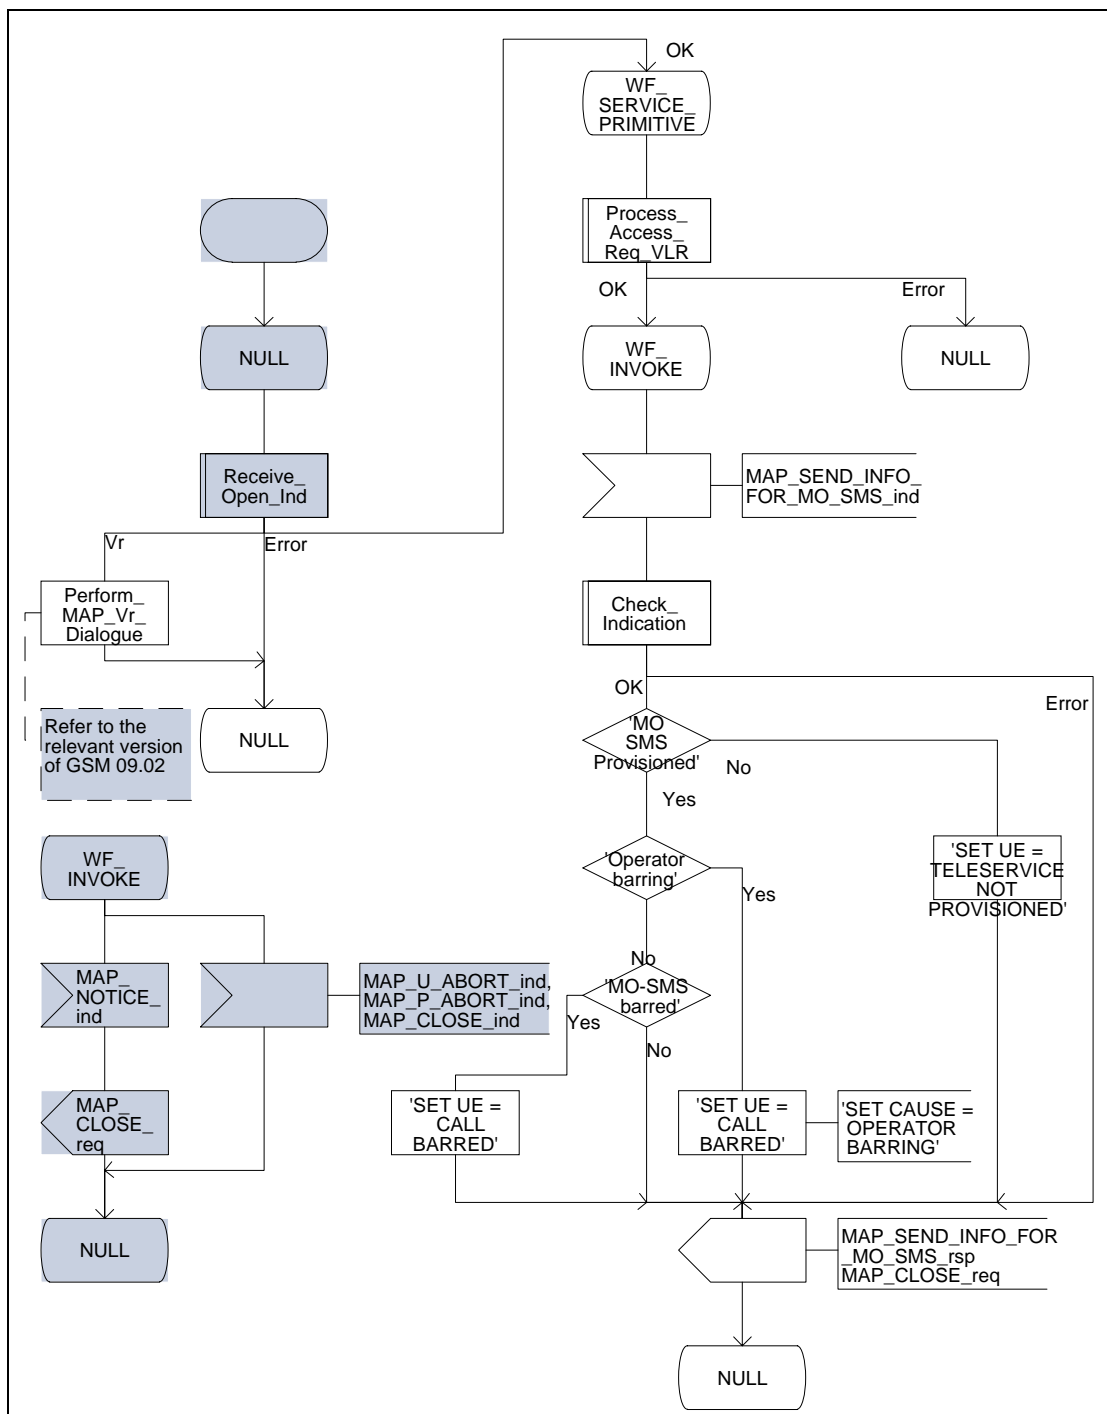 OK
WF_
SERVICE_
PRIMITIVE
Process_
Access_
Req_VLR
OK
Error
NULL
WF_
INVOKE
NULL
Receive_
Open_Ind
MAP_SEND_INFO_
FOR_MO_SMS_ind
Vr
Error
Perform_
MAP_Vr_
Dialogue
Check_
Indication
OK
Error
Refer to the
relevant version
of GSM 09.02
NULL
'MO
SMS
Provisioned'
No
Yes
WF_
INVOKE
'Operator
barring'
Yes
'SET UE =
TELESERVICE
NOT
PROVISIONED'
No
MAP_
NOTICE_
ind
MAP_U_ABORT_ind,
MAP_P_ABORT_ind,
MAP_CLOSE_ind
'MO-SMS
barred'
Yes
No
MAP_
CLOSE_
req
'SET UE =
CALL
BARRED'
'SET UE =
CALL
BARRED'
'SET CAUSE =
OPERATOR
BARRING'
NULL
MAP_SEND_INFO_FOR
_MO_SMS_rsp
MAP_CLOSE_req
NULL